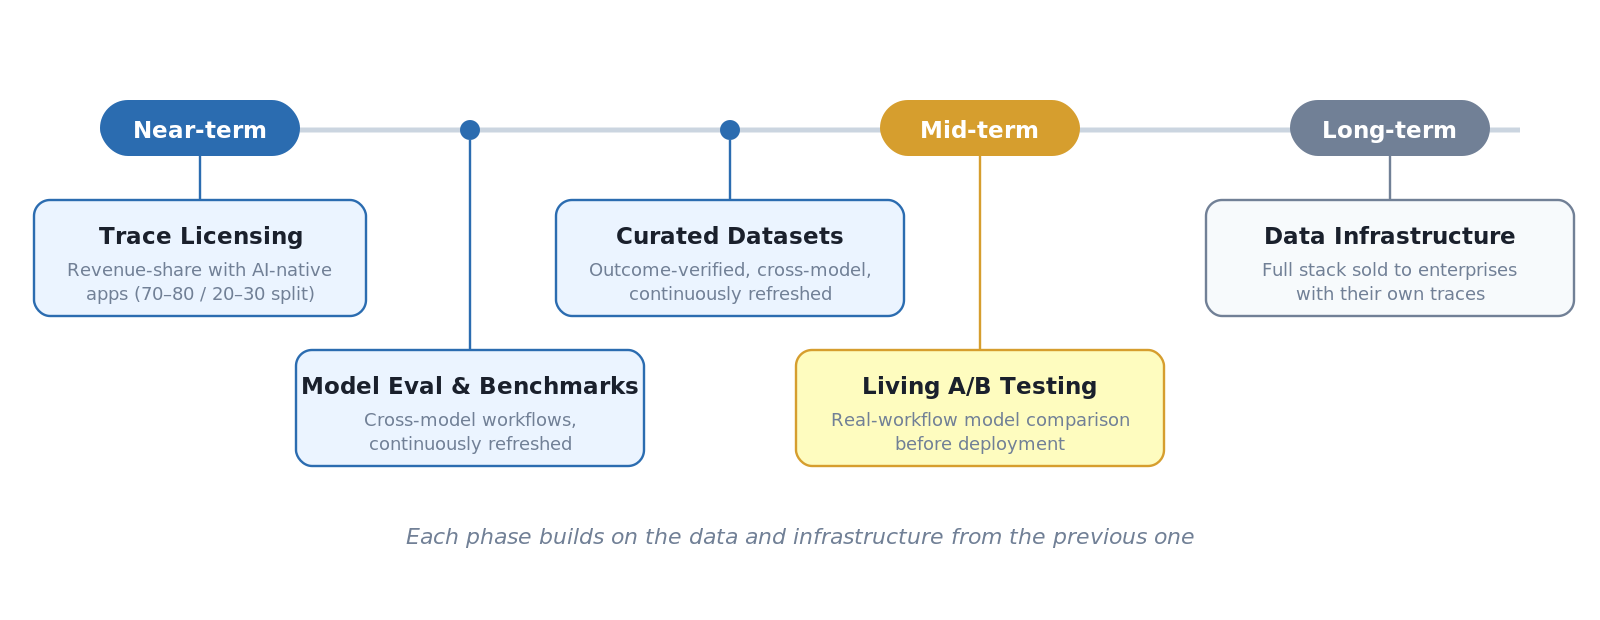 Near-term
Mid-term
Long-term
Trace Licensing
Revenue-share with AI-native
apps (70–80 / 20–30 split)
Curated Datasets
Outcome-verified, cross-model,
continuously refreshed
Data Infrastructure
Full stack sold to enterprises
with their own traces
Model Eval & Benchmarks
Cross-model workflows,
continuously refreshed
Living A/B Testing
Real-workflow model comparison
before deployment
Each phase builds on the data and infrastructure from the previous one